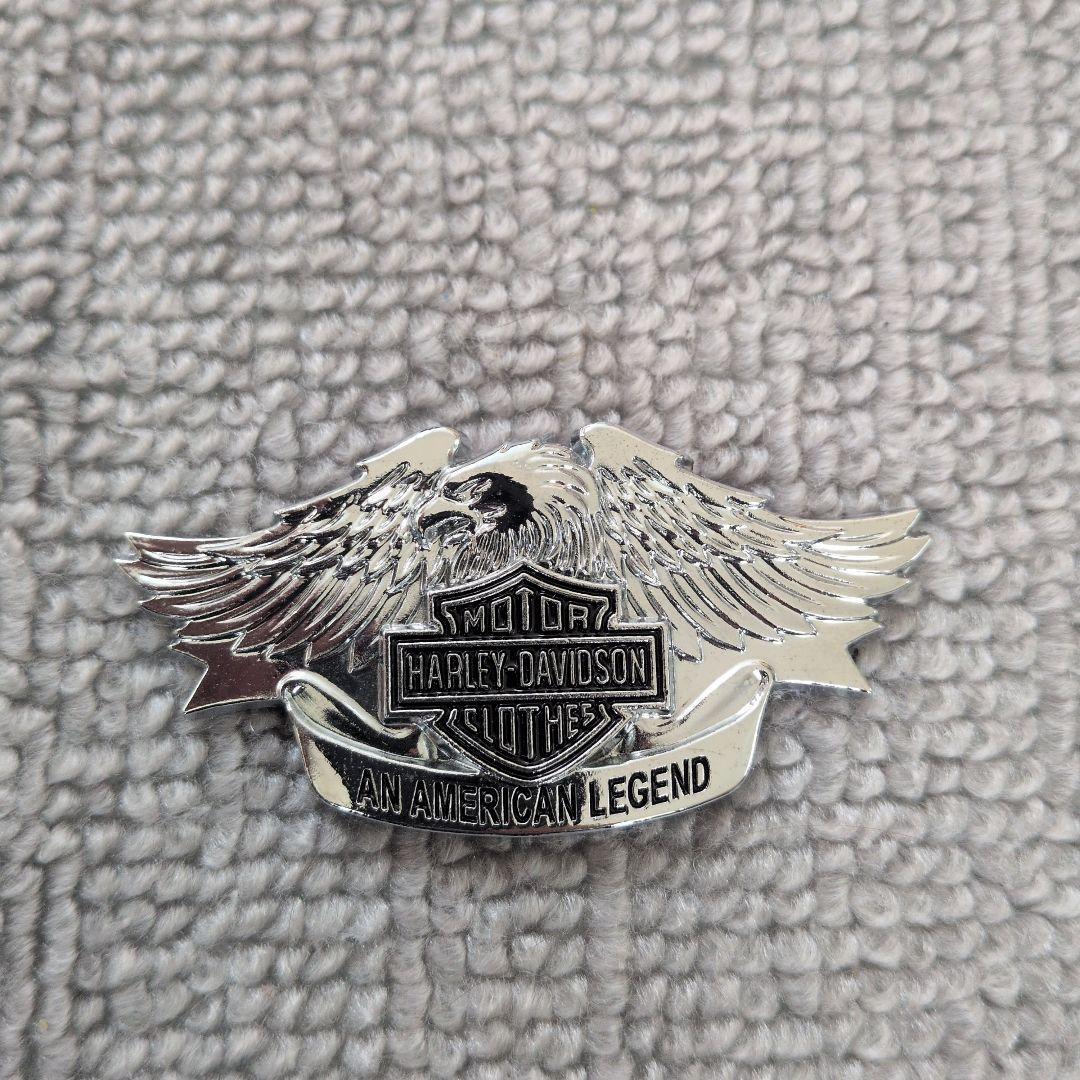 MOTOR
HARLEY-DAVIDSON
CLOTHES
AN AMERICAN LEGEND